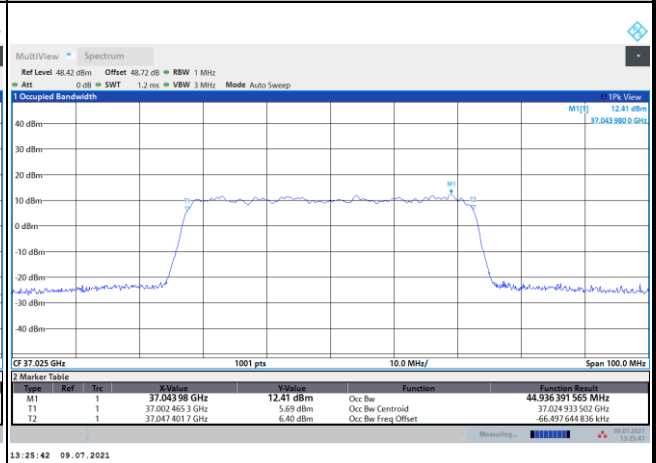 MultiView Spectrum
Ref Level 48.42 dBm Offset 48.72 dB RBW 1 MHz
Att 0 dB SWT 1.2 ms VBW 3 MHz Mode Auto Sweep
1 Occupied Bandwidth 1Pk View
M1[1] 12.41 dBm
37.043 980 0 GHz
40 dBm
30 dBm
20 dBm
M1
T1 T2
10 dBm
0 dBm
-10 dBm
-20 dBm
-30 dBm
-40 dBm
CF 37.025 GHz 1001 pts 10.0 MHz/ Span 100.0 MHz
2 Marker Table
Type Ref Trc X-Value Y-Value Function Function Result
M1 1 37.043 98 GHz 12.41 dBm Occ Bw 44.936 391 565 MHz
T1 1 37.002 465 3 GHz 5.69 dBm Occ Bw Centroid 37.024 933 502 GHz
T2 1 37.047 401 7 GHz 6.40 dBm Occ Bw Freq Offset -66.497 644 836 kHz
Measuring... 09.07.2021
13:25:41
13:25:42 09.07.2021